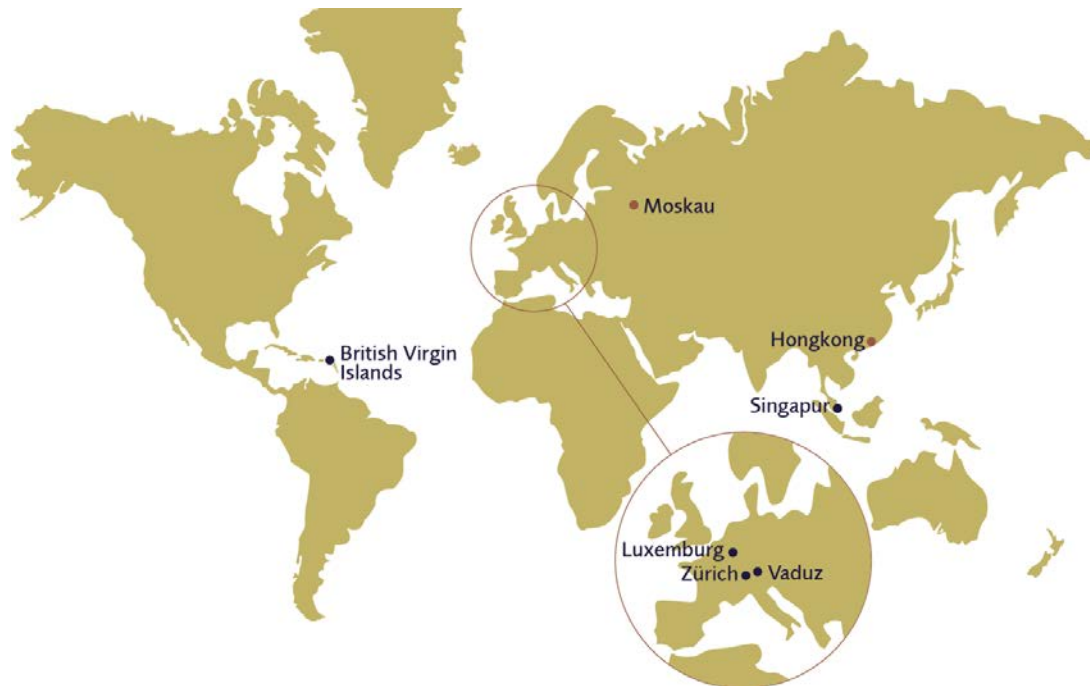 Moskau
Hongkong
British Virgin
Islands
Singapur
Luxemburg
Zürich
Vaduz